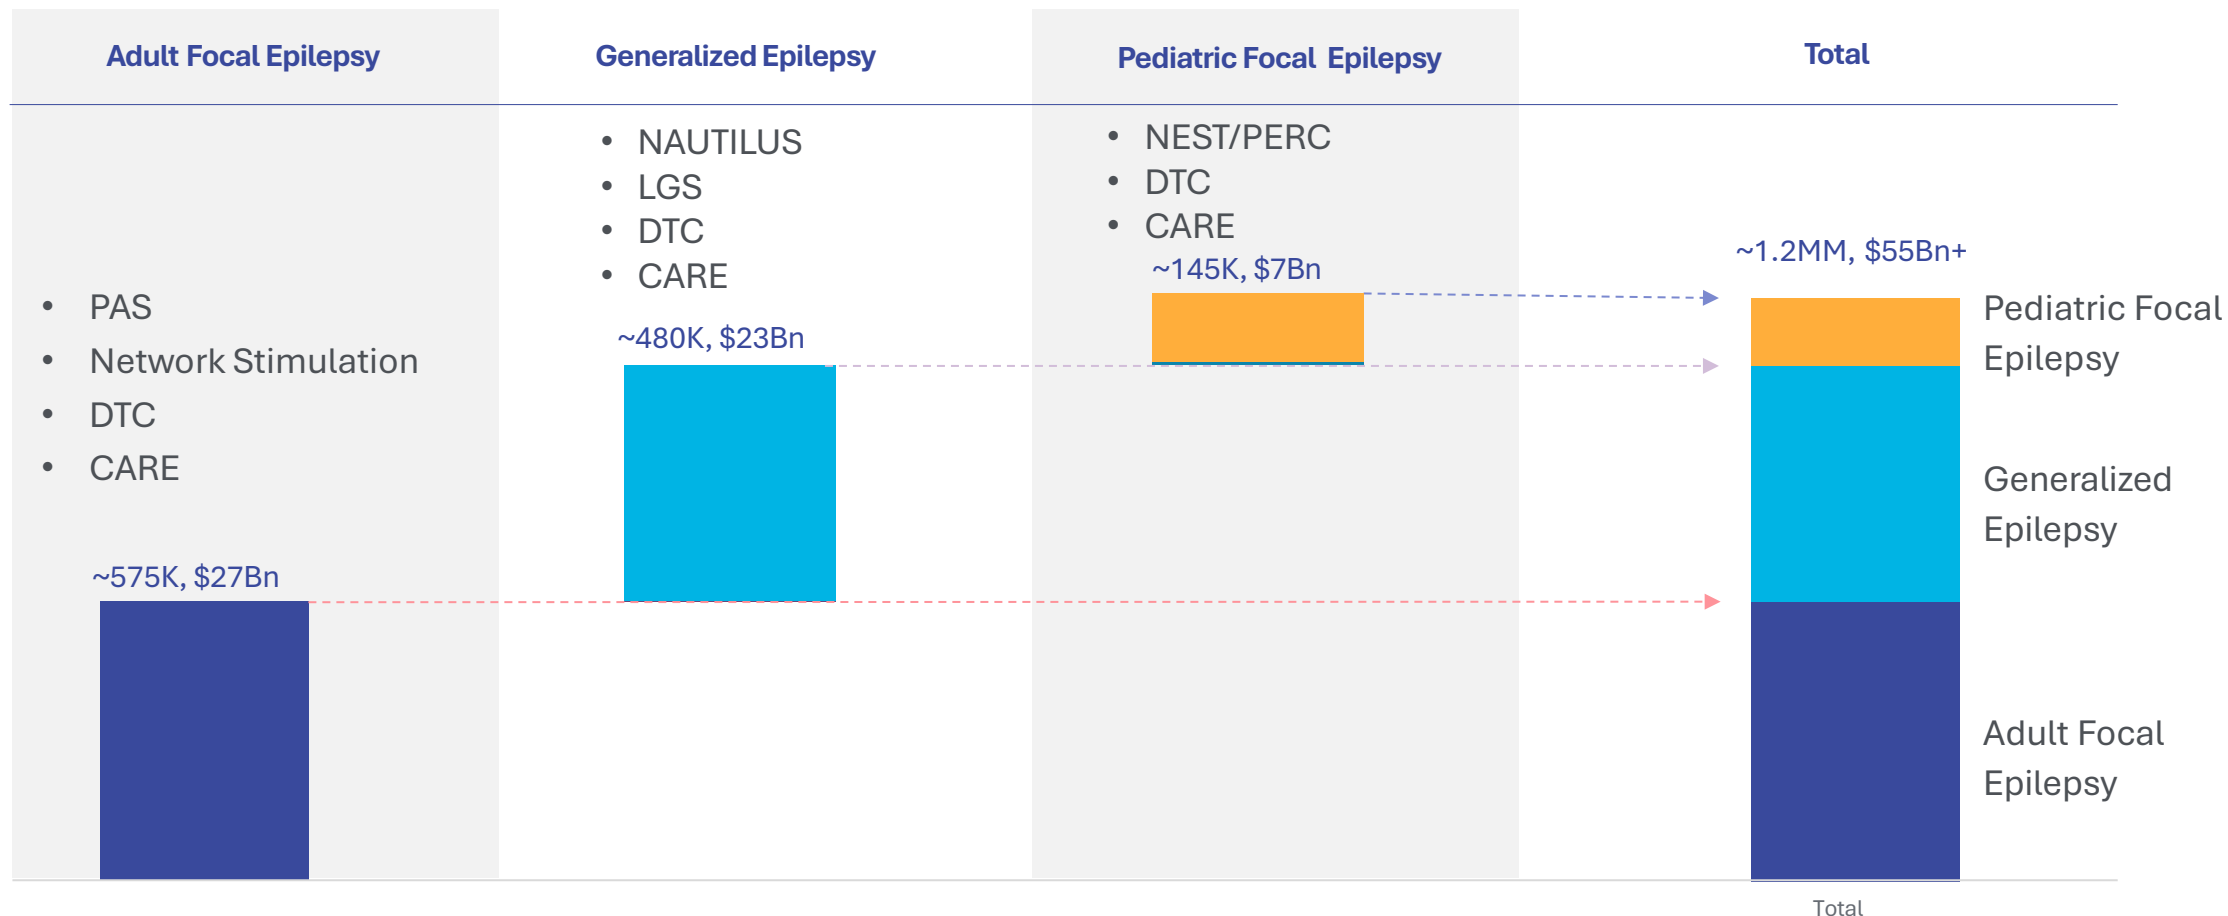 Adult Focal Epilepsy
Generalized Epilepsy
Pediatric Focal Epilepsy
Total
• PAS
• Network Stimulation
• DTC
• CARE
~575K, $27Bn
• NAUTILUS
• LGS
• DTC
• CARE
~480K, $23Bn
• NEST/PERC
• DTC
• CARE
~145K, $7Bn
~1.2MM, $55Bn+
Pediatric Focal
Epilepsy
Generalized
Epilepsy
Adult Focal
Epilepsy
Total